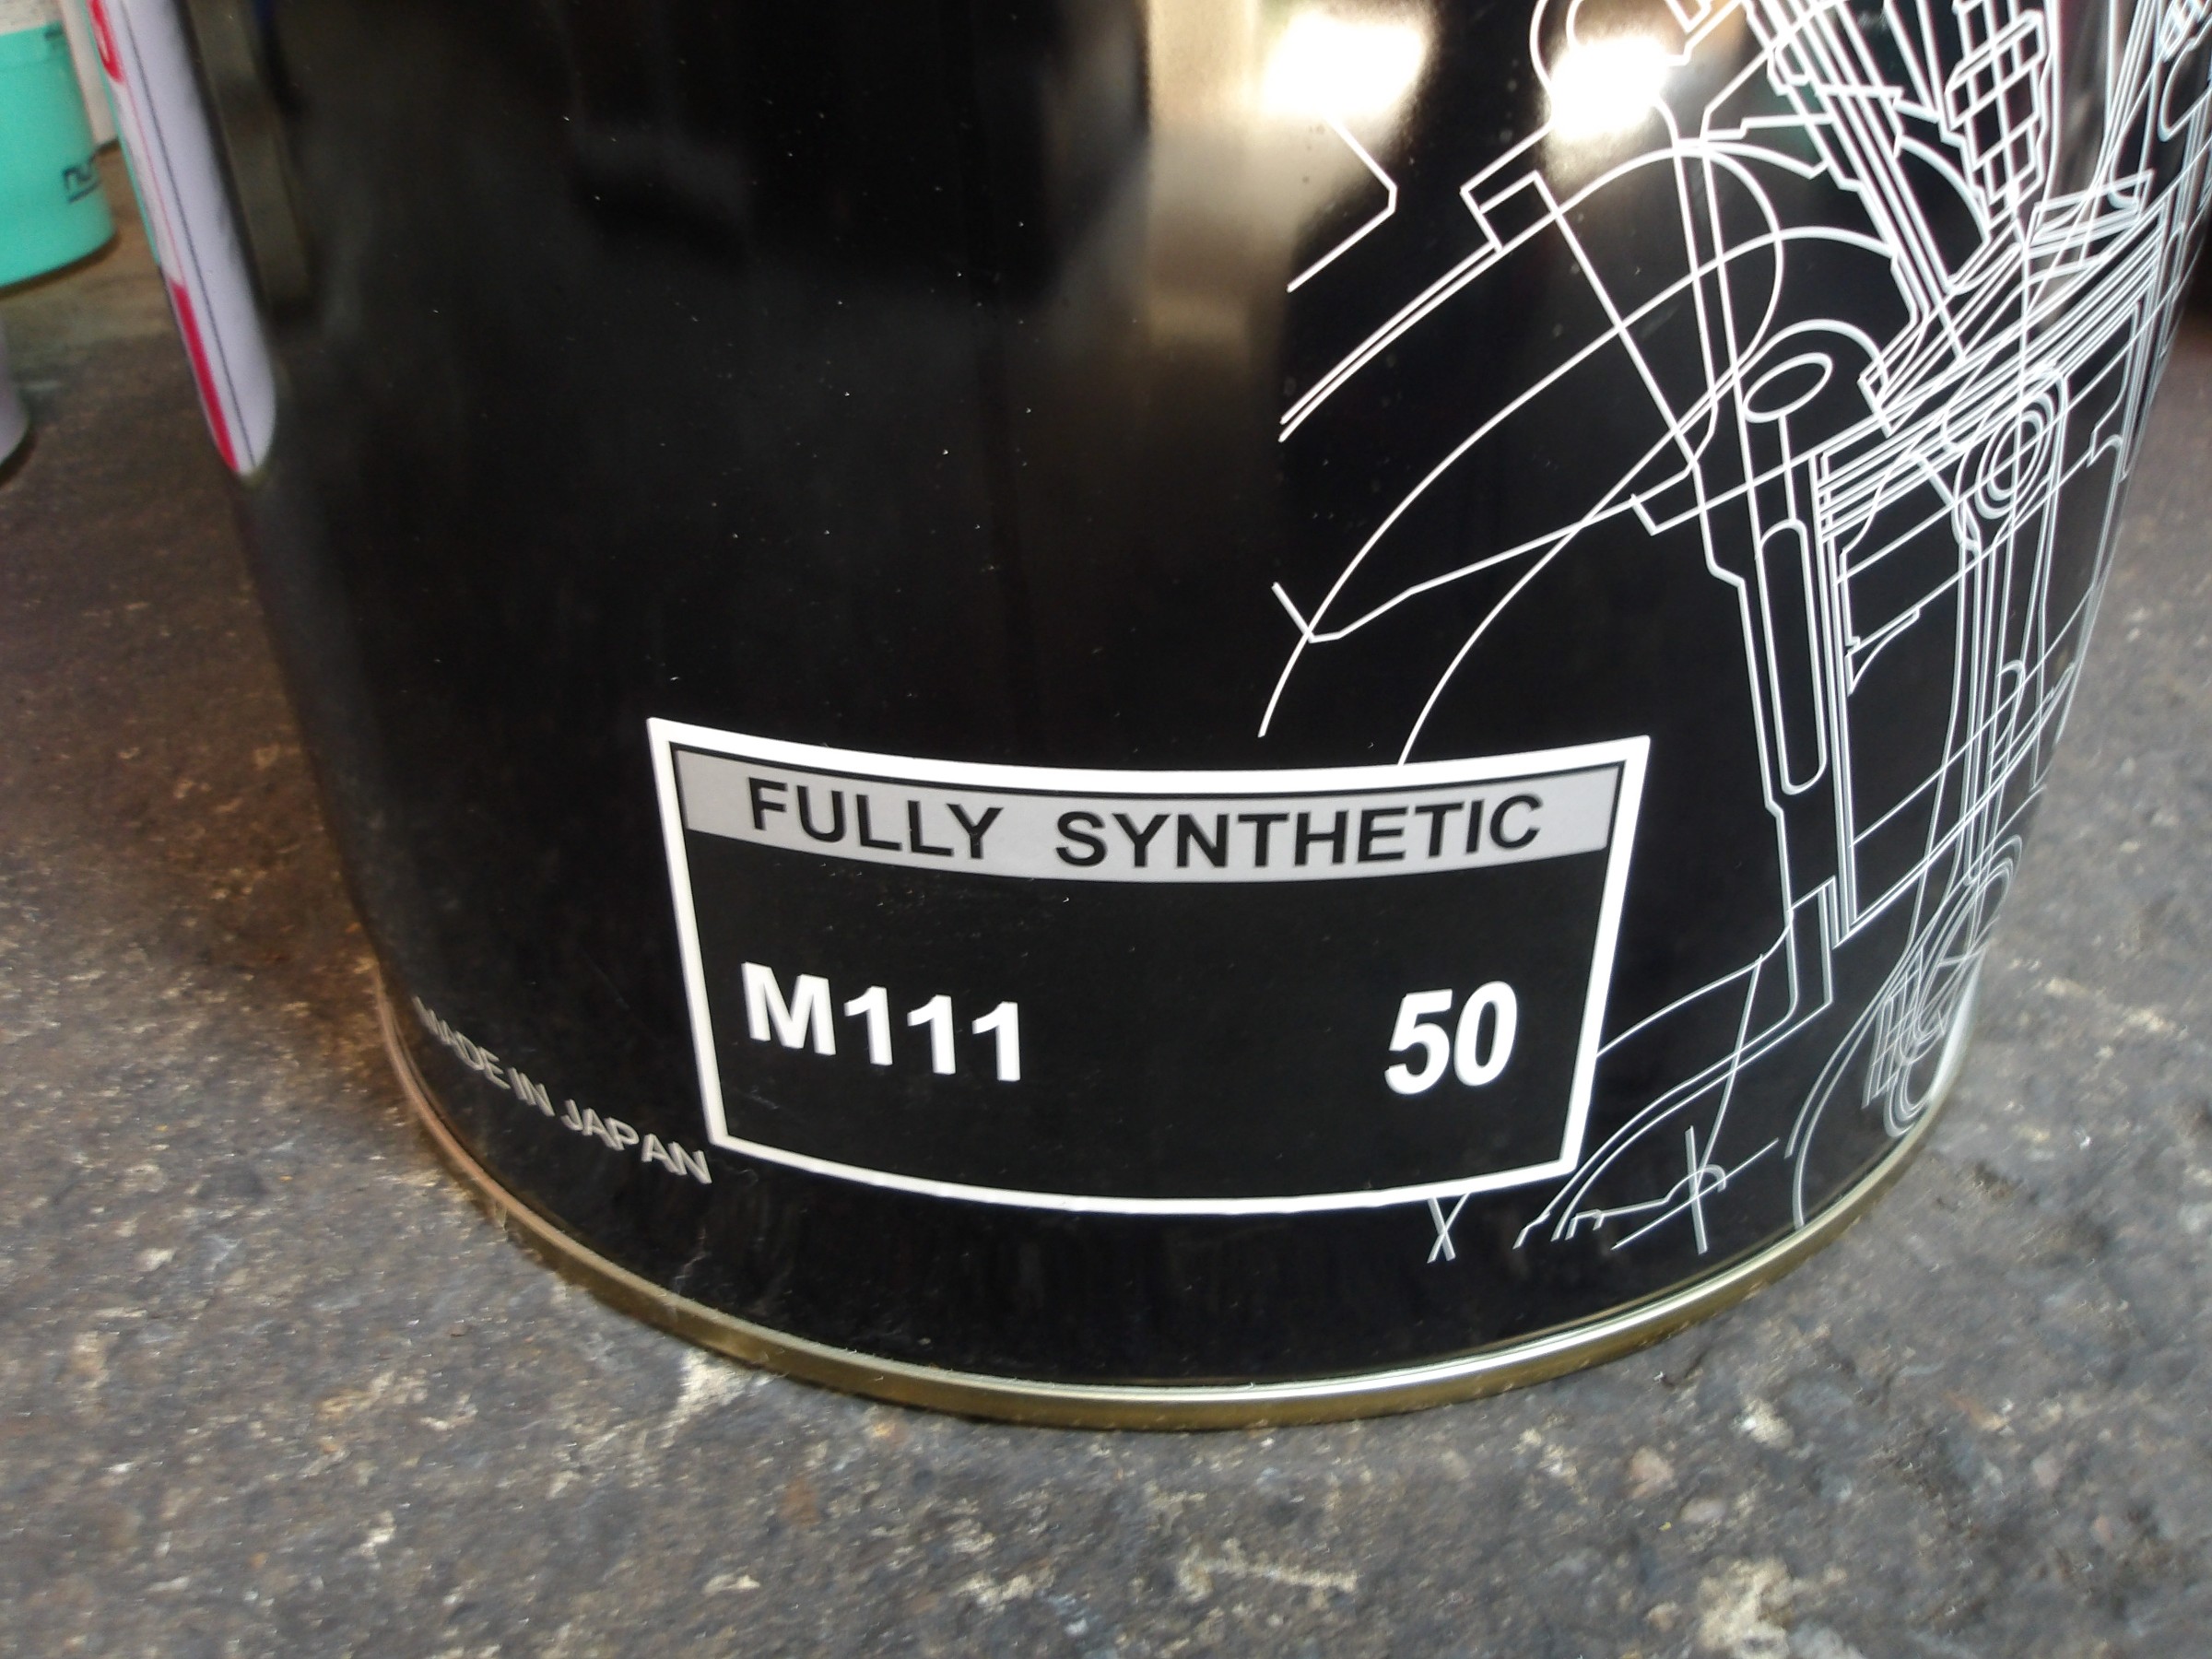 FULLY SYNTHETIC
M111 50
MADE IN JAPAN